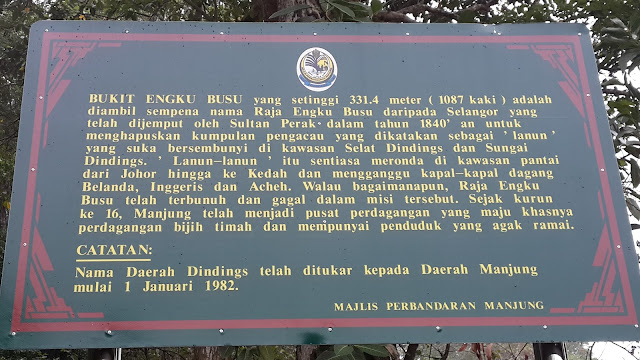 BUKIT ENGKU BUSU yang setinggi 331.4 meter (1087 kaki) adalah
diambil sempena nama Raja Engku Busu daripada Selangor yang
telah dijemput oleh Sultan Perak dalam tahun 1840'an untuk
menghapuskan kumpulan pengacau yang dikatakan sebagai 'lanun'
yang suka bersembunyi di kawasan Selat Dindings dan Sungai
Dindings. ' Lanun-lanun ' itu sentiasa meronda di kawasan pantai
dari Johor hingga ke Kedah dan mengganggu kapal-kapal dagang
Belanda, Inggeris dan Acheh. Walau bagaimanapun, Raja Engku
Busu telah terbunuh dan gagal dalam misi tersebut. Sejak kurun
ke 16, Manjung telah menjadi pusat perdagangan yang maju khasnya
perdagangan bijih timah dan mempunyai penduduk yang agak ramai.
CATATAN:
Nama Daerah Dindings telah ditukar kepada Daerah Manjung
mulai 1 Januari 1982.
MAJLIS PERBANDARAN MANJUNG